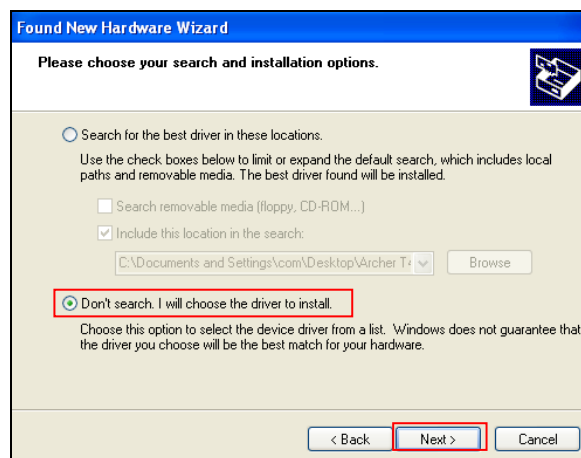 Found New Hardware Wizard
Please choose your search and installation options.
Search for the best driver in these locations.
Use the check boxes below to limit or expand the default search, which includes local
paths and removable media. The best driver found will be installed.
Search removable media (floppy, CD-ROM...)
Include this location in the search:
C:\Documents and Settings\com\Desktop\Archer T4
Browse
Don't search. I will choose the driver to install.
Choose this option to select the device driver from a list. Windows does not guarantee that
the driver you choose will be the best match for your hardware.
< Back
Next >
Cancel